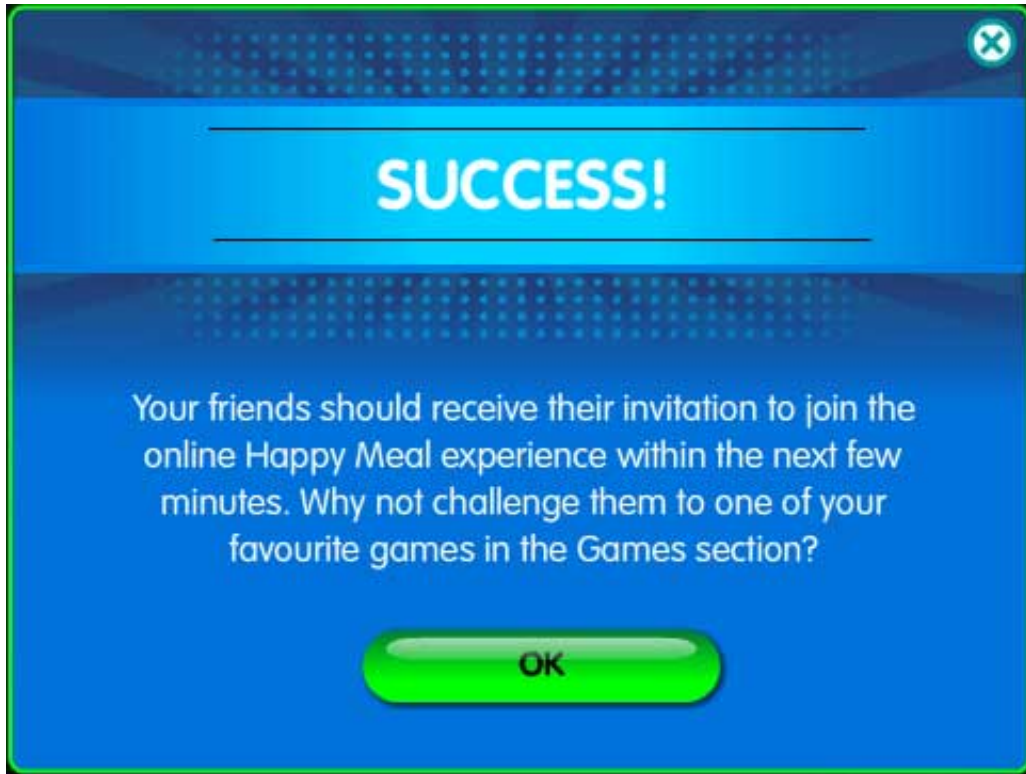 SUCCESS!
Your friends should receive their invitation to join the
online Happy Meal experience within the next few
minutes. Why not challenge them to one of your
favourite games in the Games section?
OK